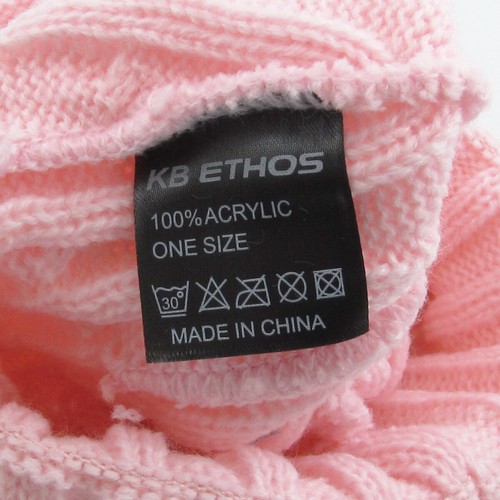 KB ETHOS
100% ACRYLIC
ONE SIZE
30°
MADE IN CHINA